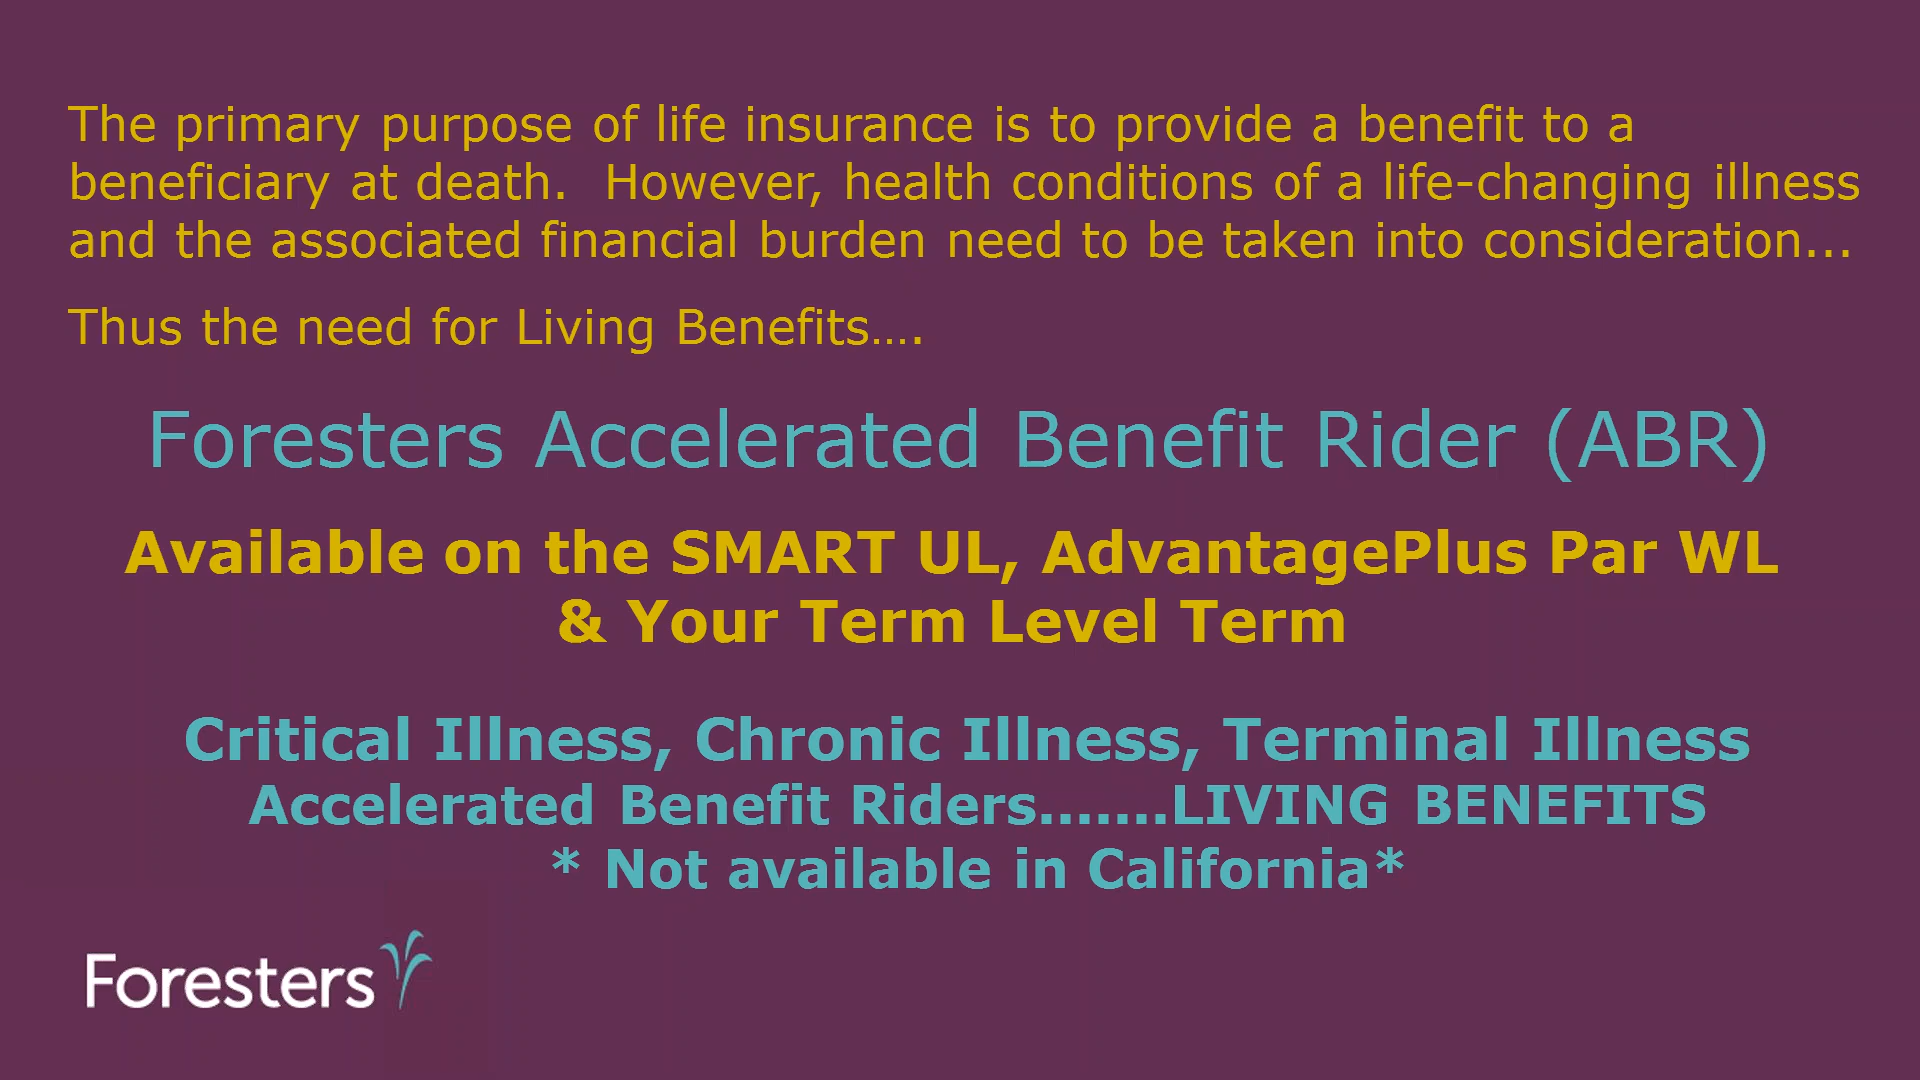 The primary purpose of life insurance is to provide a benefit to a
beneficiary at death.  However, health conditions of a life-changing illness
and the associated financial burden need to be taken into consideration...
Thus the need for Living Benefits….
Foresters Accelerated Benefit Rider (ABR)
Available on the SMART UL, AdvantagePlus Par WL
& Your Term Level Term
Critical Illness, Chronic Illness, Terminal Illness
Accelerated Benefit Riders…….LIVING BENEFITS
* Not available in California*
Foresters